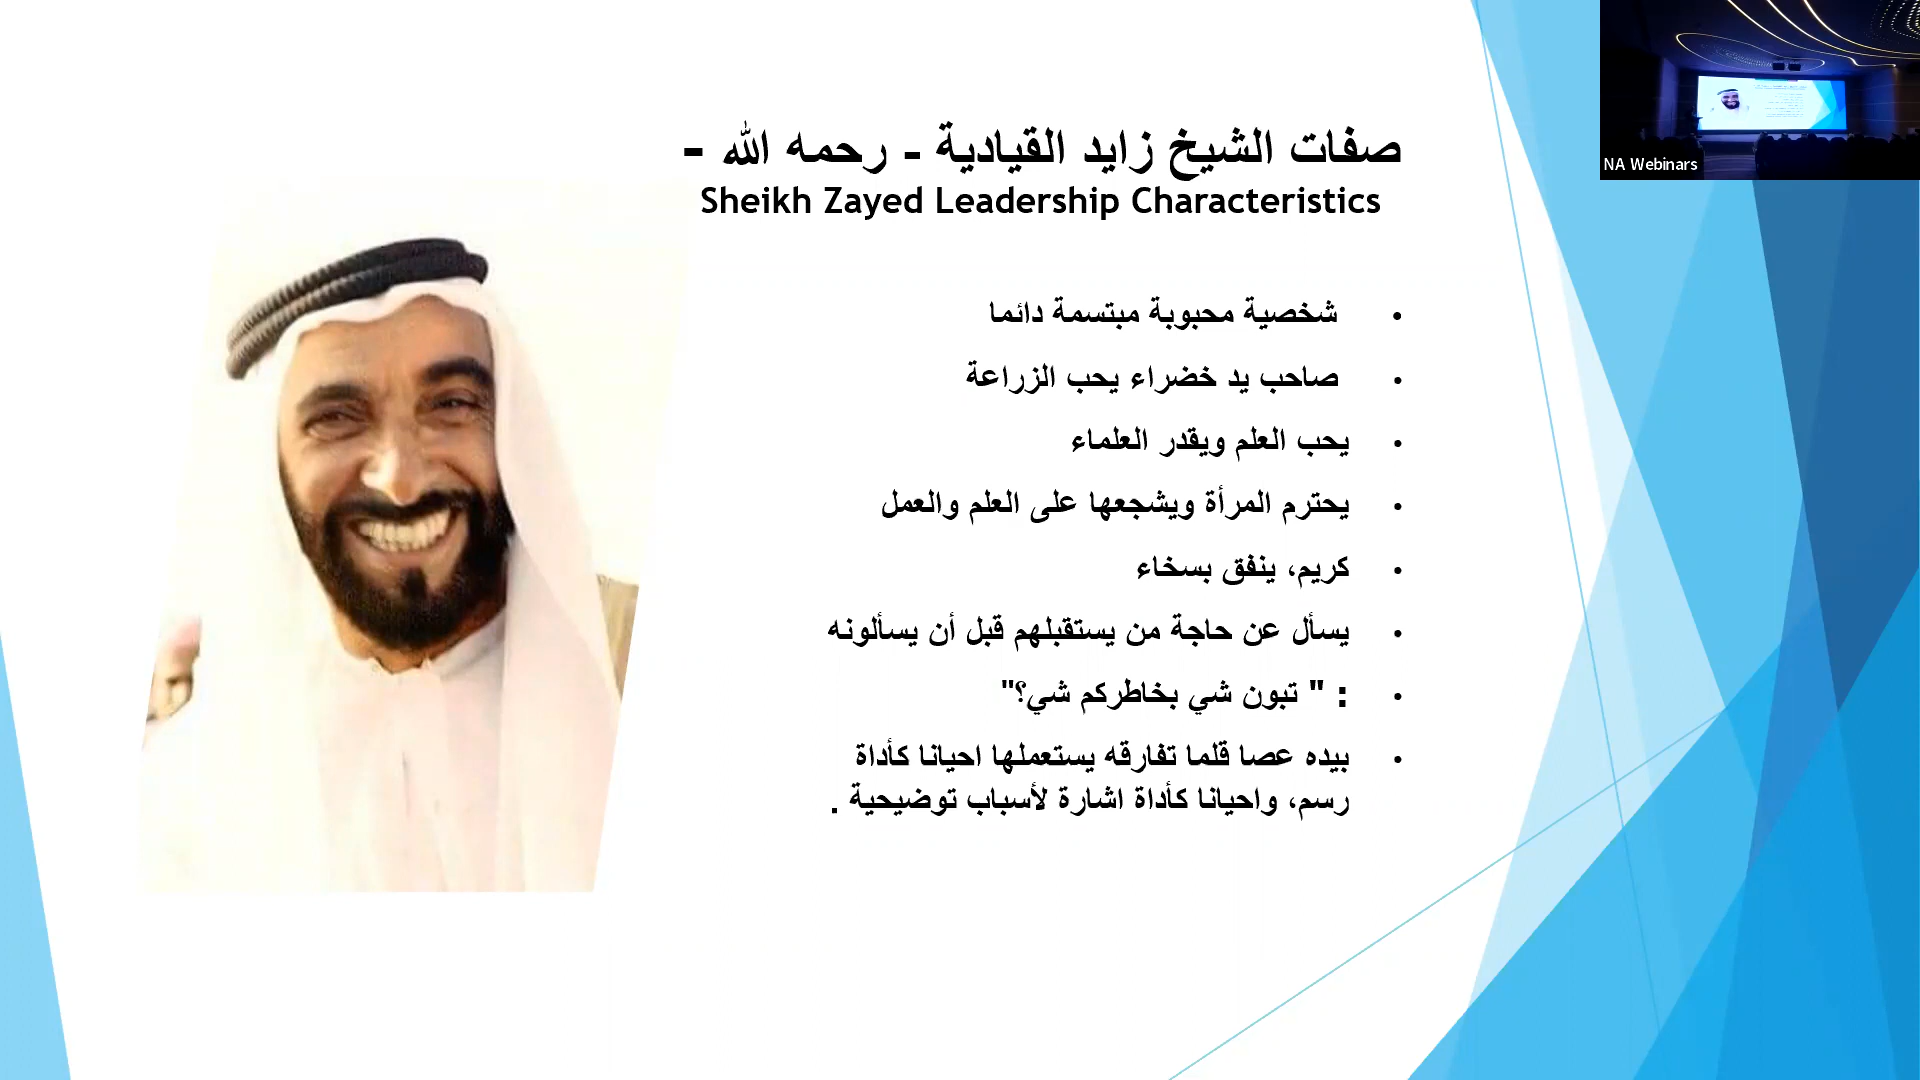 صفات الشيخ زايد القيادية - رحمه الله -
Sheikh Zayed Leadership Characteristics
• شخصية محبوبة مبتسمة دائما
• صاحب يد خضراء يحب الزراعة
• يحب العلم ويقدر العلماء
• يحترم المرأة ويشجعها على العلم والعمل
• كريم، ينفق بسخاء
• يسأل عن حاجة من يستقبلهم قبل أن يسألونه
• : " تبون شي بخاطركم شي؟"
• بيده عصا قلما تفارقه يستعملها احيانا كأداة
رسم، واحيانا كأداة اشارة لأسباب توضيحية .
NA Webinars